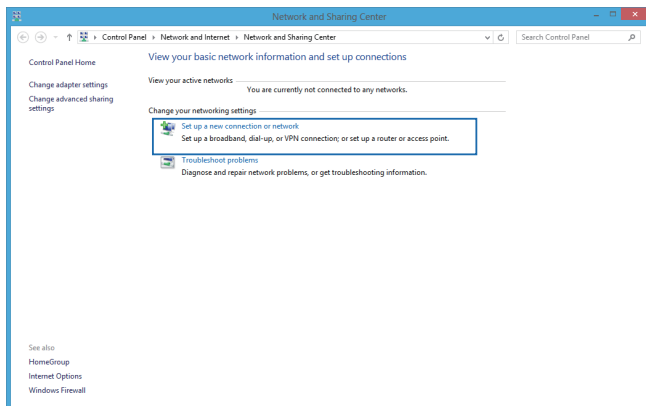 Network and Sharing Center
Control Panel Network and Internet Network and Sharing Center
Search Control Panel
Control Panel Home
Change adapter settings
Change advanced sharing
settings
View your basic network information and set up connections
View your active networks
You are currently not connected to any networks.
Change your networking settings
Set up a new connection or network
Set up a broadband, dial-up, or VPN connection; or set up a router or access point.
Troubleshoot problems
Diagnose and repair network problems, or get troubleshooting information.
See also
HomeGroup
Internet Options
Windows Firewall